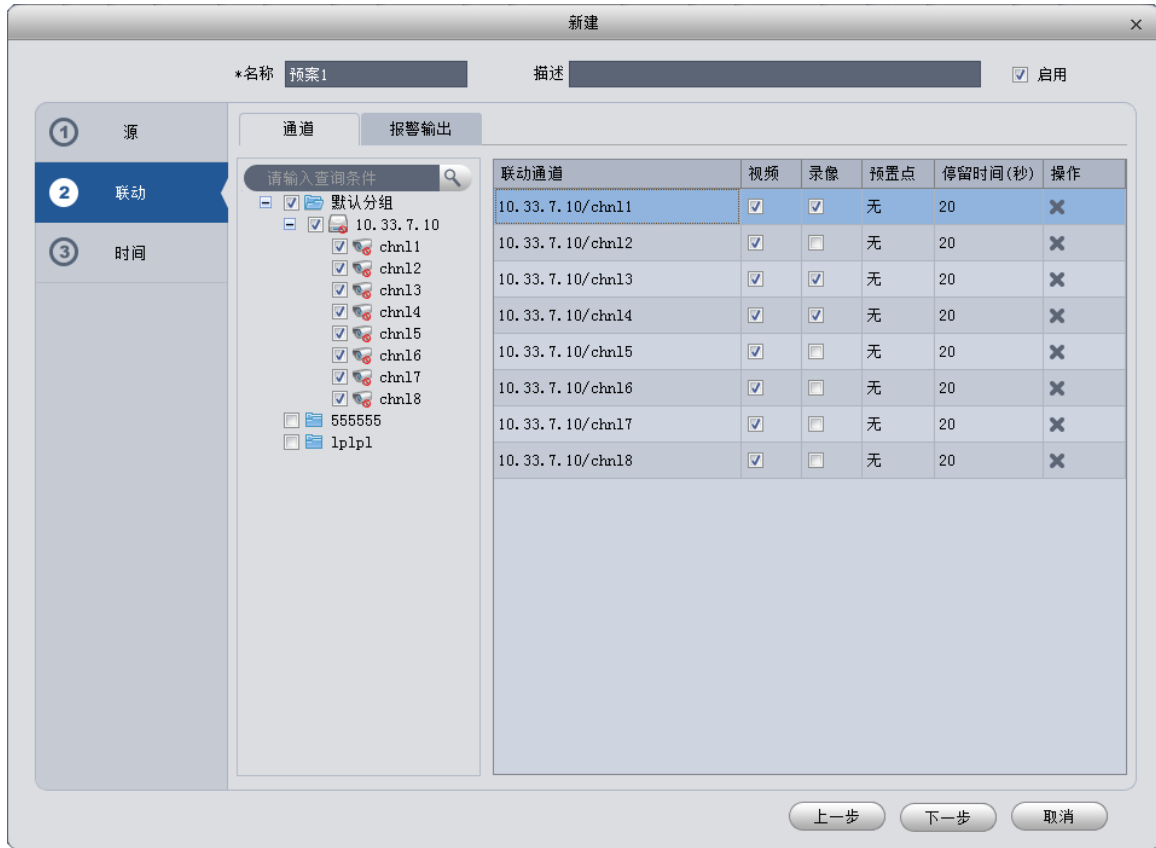 新建
*名称 预案1 描述 启用
1 源
2 联动
3 时间
通道 报警输出
请输入查询条件
默认分组
10.33.7.10
chnl1
chnl2
chnl3
chnl4
chnl5
chnl6
chnl7
chnl8
555555
lplpl
联动通道 视频 录像 预置点 停留时间(秒) 操作
10.33.7.10/chnl1 无 20
10.33.7.10/chnl2 无 20
10.33.7.10/chnl3 无 20
10.33.7.10/chnl4 无 20
10.33.7.10/chnl5 无 20
10.33.7.10/chnl6 无 20
10.33.7.10/chnl7 无 20
10.33.7.10/chnl8 无 20
上一步 下一步 取消